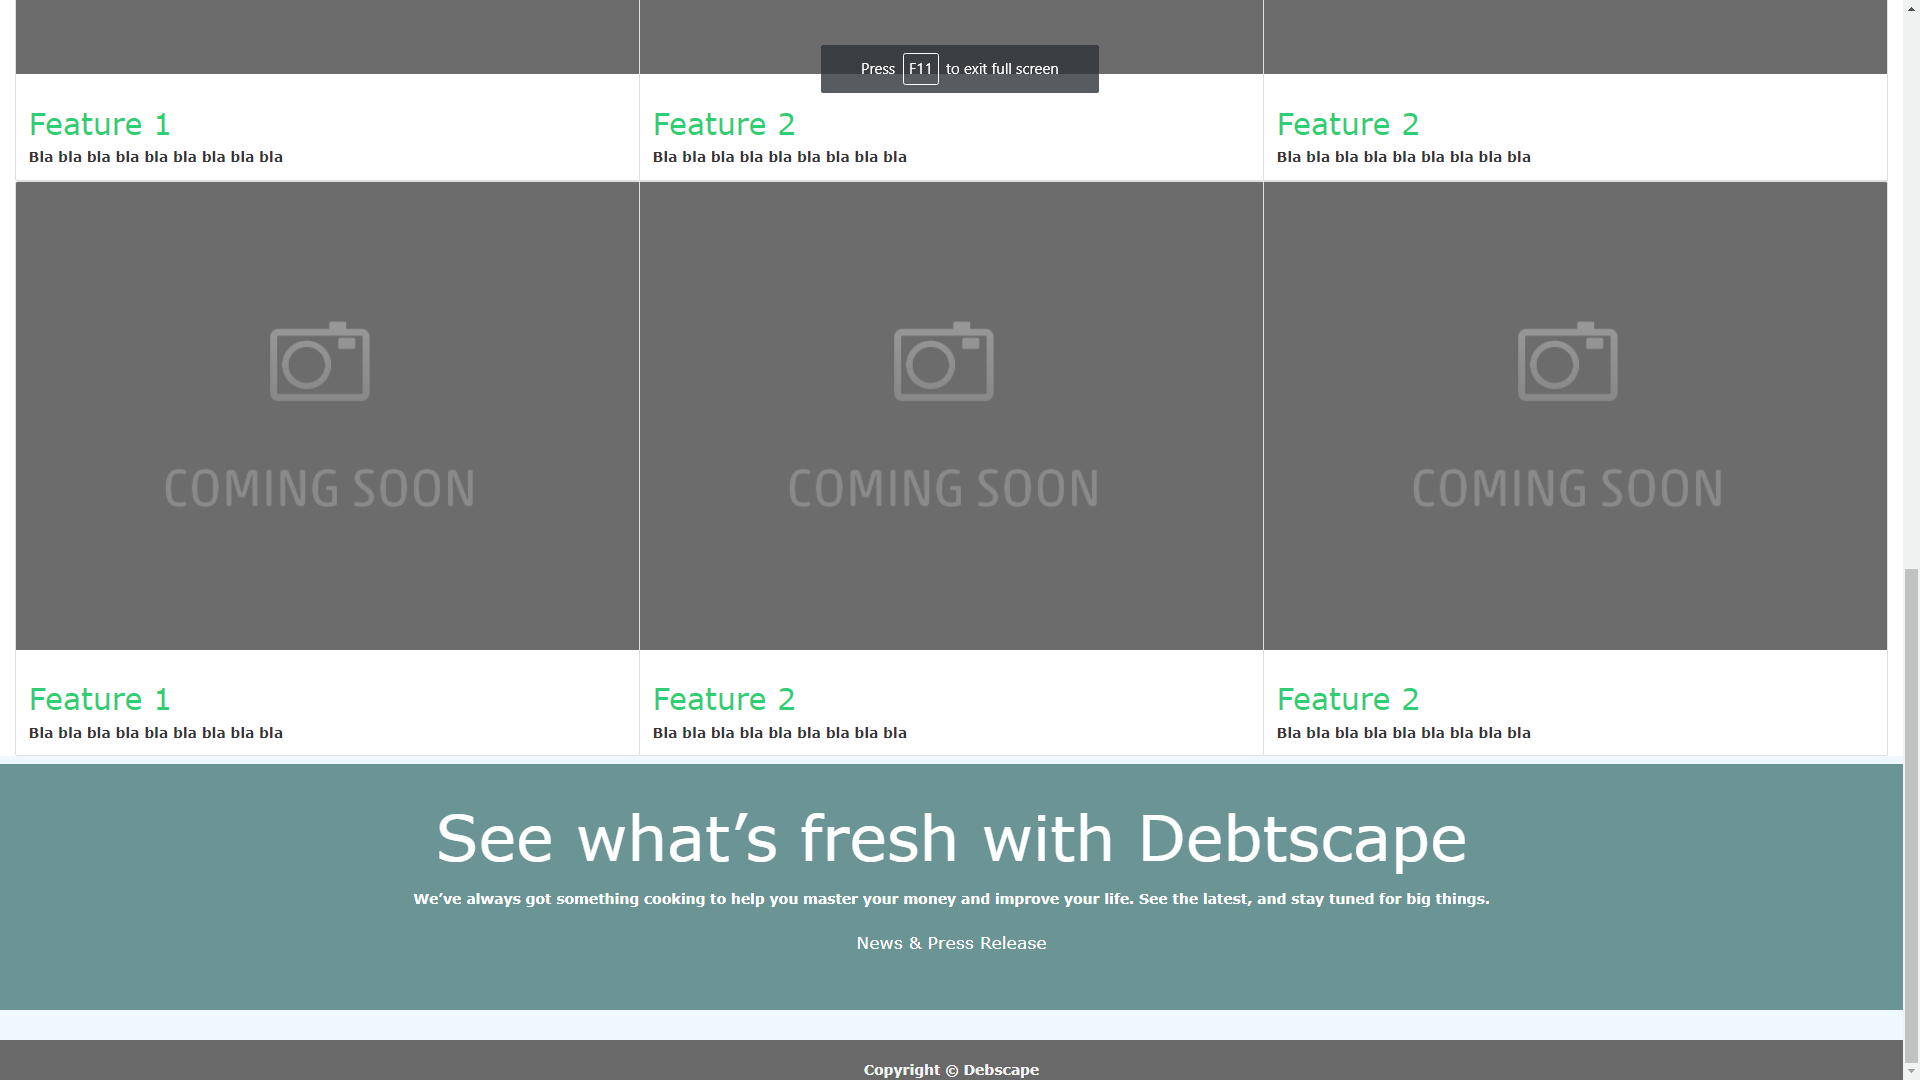 Press F11 to exit full screen
Feature 1
Bla bla bla bla bla bla bla bla bla
Feature 2
Bla bla bla bla bla bla bla bla bla
Feature 2
Bla bla bla bla bla bla bla bla bla
COMING SOON
COMING SOON
COMING SOON
Feature 1
Bla bla bla bla bla bla bla bla bla
Feature 2
Bla bla bla bla bla bla bla bla bla
Feature 2
Bla bla bla bla bla bla bla bla bla
See what’s fresh with Debtscape
We’ve always got something cooking to help you master your money and improve your life. See the latest, and stay tuned for big things.
News & Press Release
Copyright © Debscape